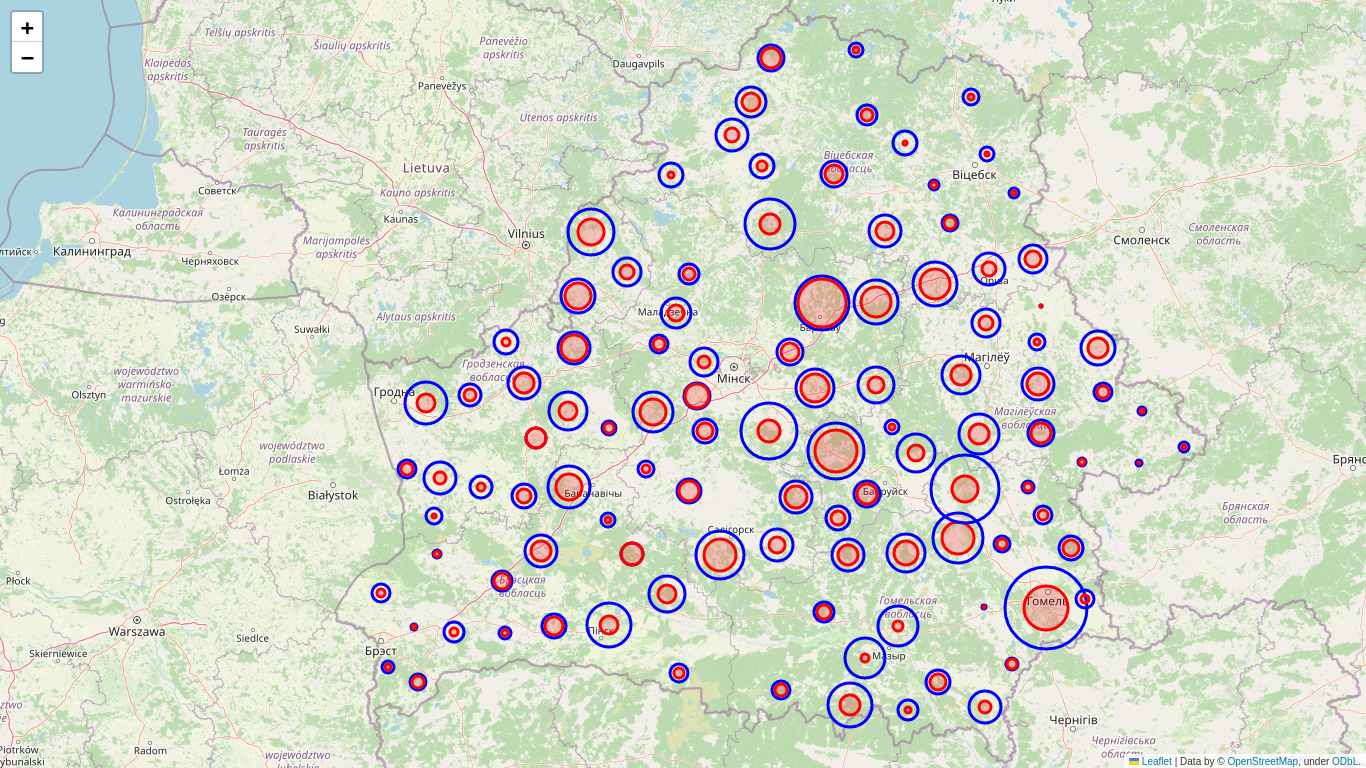 +
−
Луки
Telšių apskritis
Šiaulių apskritis
Panevėžio
apskritis
Klaipėdos
apskritis
Daugavpils
Panevėžys
Utenos apskritis
Tauragės
apskritis
Віцебская
вобласць
Lietuva
Віцебск
Советск
Kauno apskritis
Калининградская
область
Kaunas
Vilnius
Смоленск
Смоленская
область
Marijampolės
apskritis
Калининград
Черняховск
Орша
Озёрск
Alytaus apskritis
Маладзечна
Барысаў
Suwałki
Магілёў
Гродзенская
вобласць
Мінск
województwo
warmińsko-
mazurskie
Olsztyn
Гродна
Магілёўская
вобласць
województwo
podlaskie
Łomża
Białystok
Ostrołęka
Баранавічы
Бабруйск
Брянская
область
Салігорск
Płock
Брэсцкая
вобласць
Гомельская
вобласць
Гомель
Warszawa
Siedlce
Пінск
Брэст
Skierniewice
Мазыр
Чернігів
Radom
Чернігівська
область
województwo
lubelskie
Leaflet | Data by © OpenStreetMap, under ODbL.